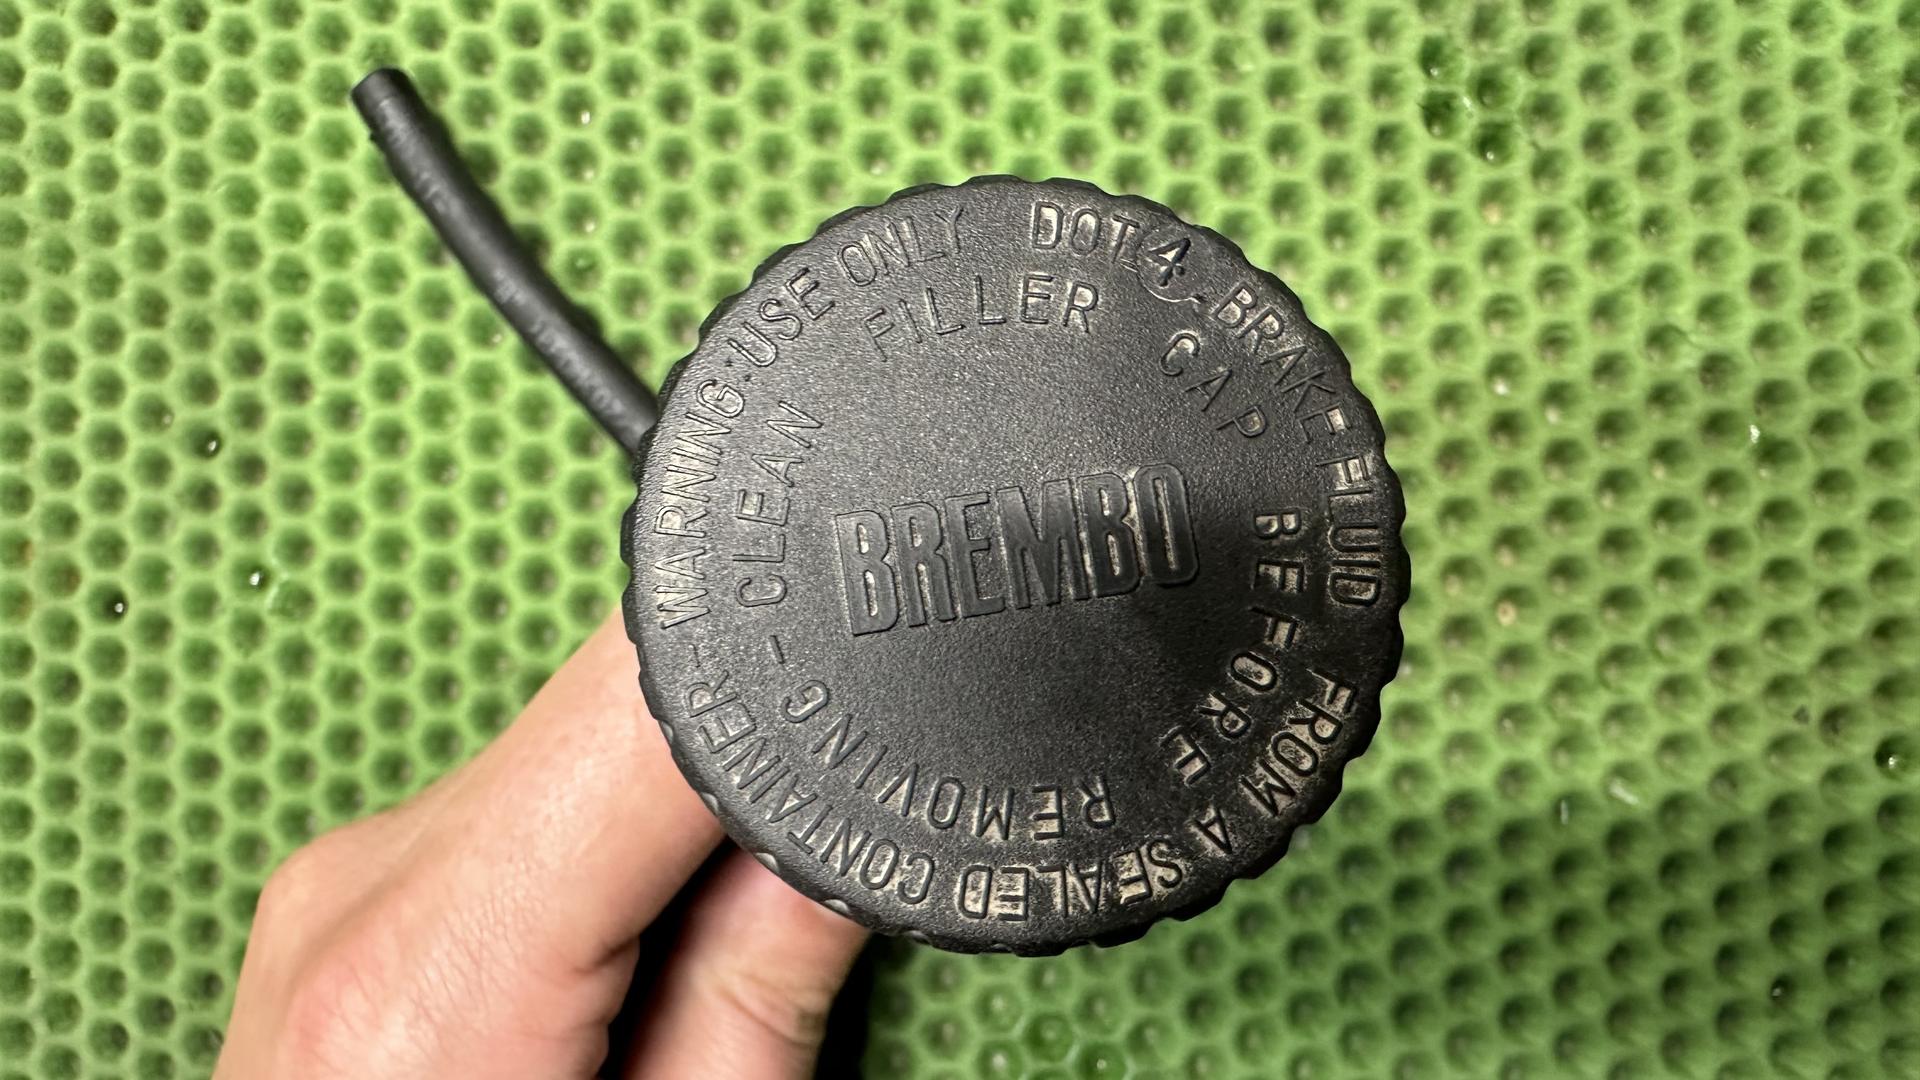 WARNING: USE ONLY DOT 4 - BRAKE FLUID FROM A SEALED CONTAINER -
CLEAN FILLER CAP BEFORE REMOVING -
BREMBO